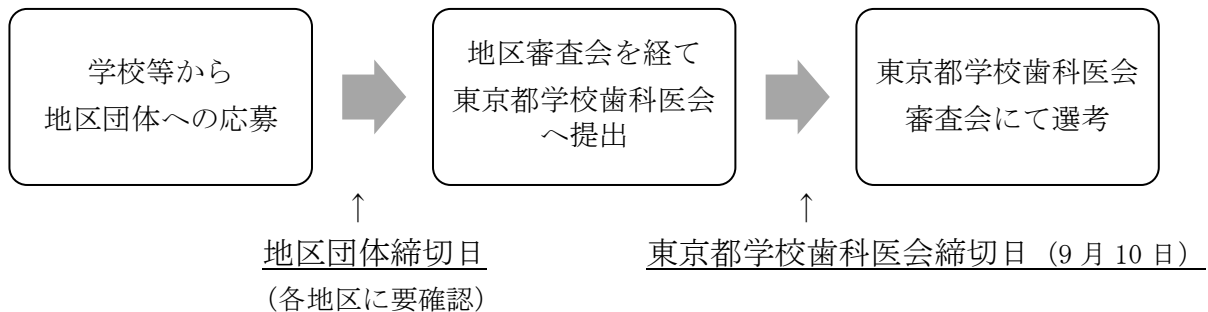 学校等から
地区団体への応募
地区審査会を経て
東京都学校歯科医会
へ提出
東京都学校歯科医会
審査会にて選考
↑
↑
地区団体締切日
(各地区に要確認)
東京都学校歯科医会締切日(9月10日)